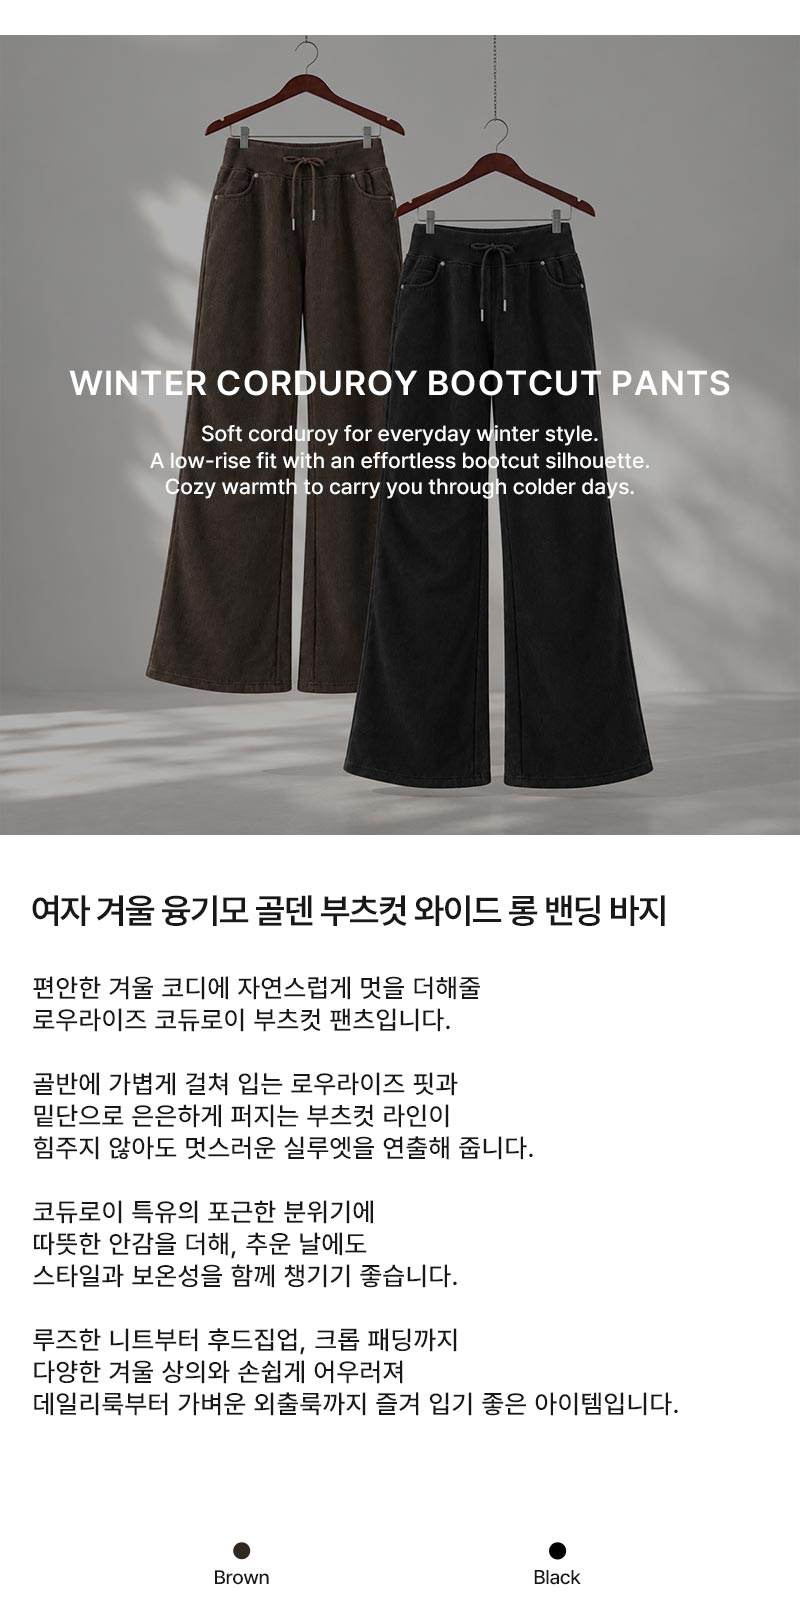 WINTER CORDUROY BOOTCUT PANTS
Soft corduroy for everyday winter style.
A low-rise fit with an effortless bootcut silhouette.
Cozy warmth to carry you through colder days.
여자 겨울 융기모 골덴 부츠컷 와이드 롱 밴딩 바지
편안한 겨울 코디에 자연스럽게 멋을 더해줄
로우라이즈 코듀로이 부츠컷 팬츠입니다.
골반에 가볍게 걸쳐 입는 로우라이즈 핏과
밑단으로 은은하게 퍼지는 부츠컷 라인이
힘주지 않아도 멋스러운 실루엣을 연출해 줍니다.
코듀로이 특유의 포근한 분위기에
따뜻한 안감을 더해, 추운 날에도
스타일과 보온성을 함께 챙기기 좋습니다.
루즈한 니트부터 후드집업, 크롭 패딩까지
다양한 겨울 상의와 손쉽게 어우러져
데일리룩부터 가벼운 외출룩까지 즐겨 입기 좋은 아이템입니다.
Brown
Black